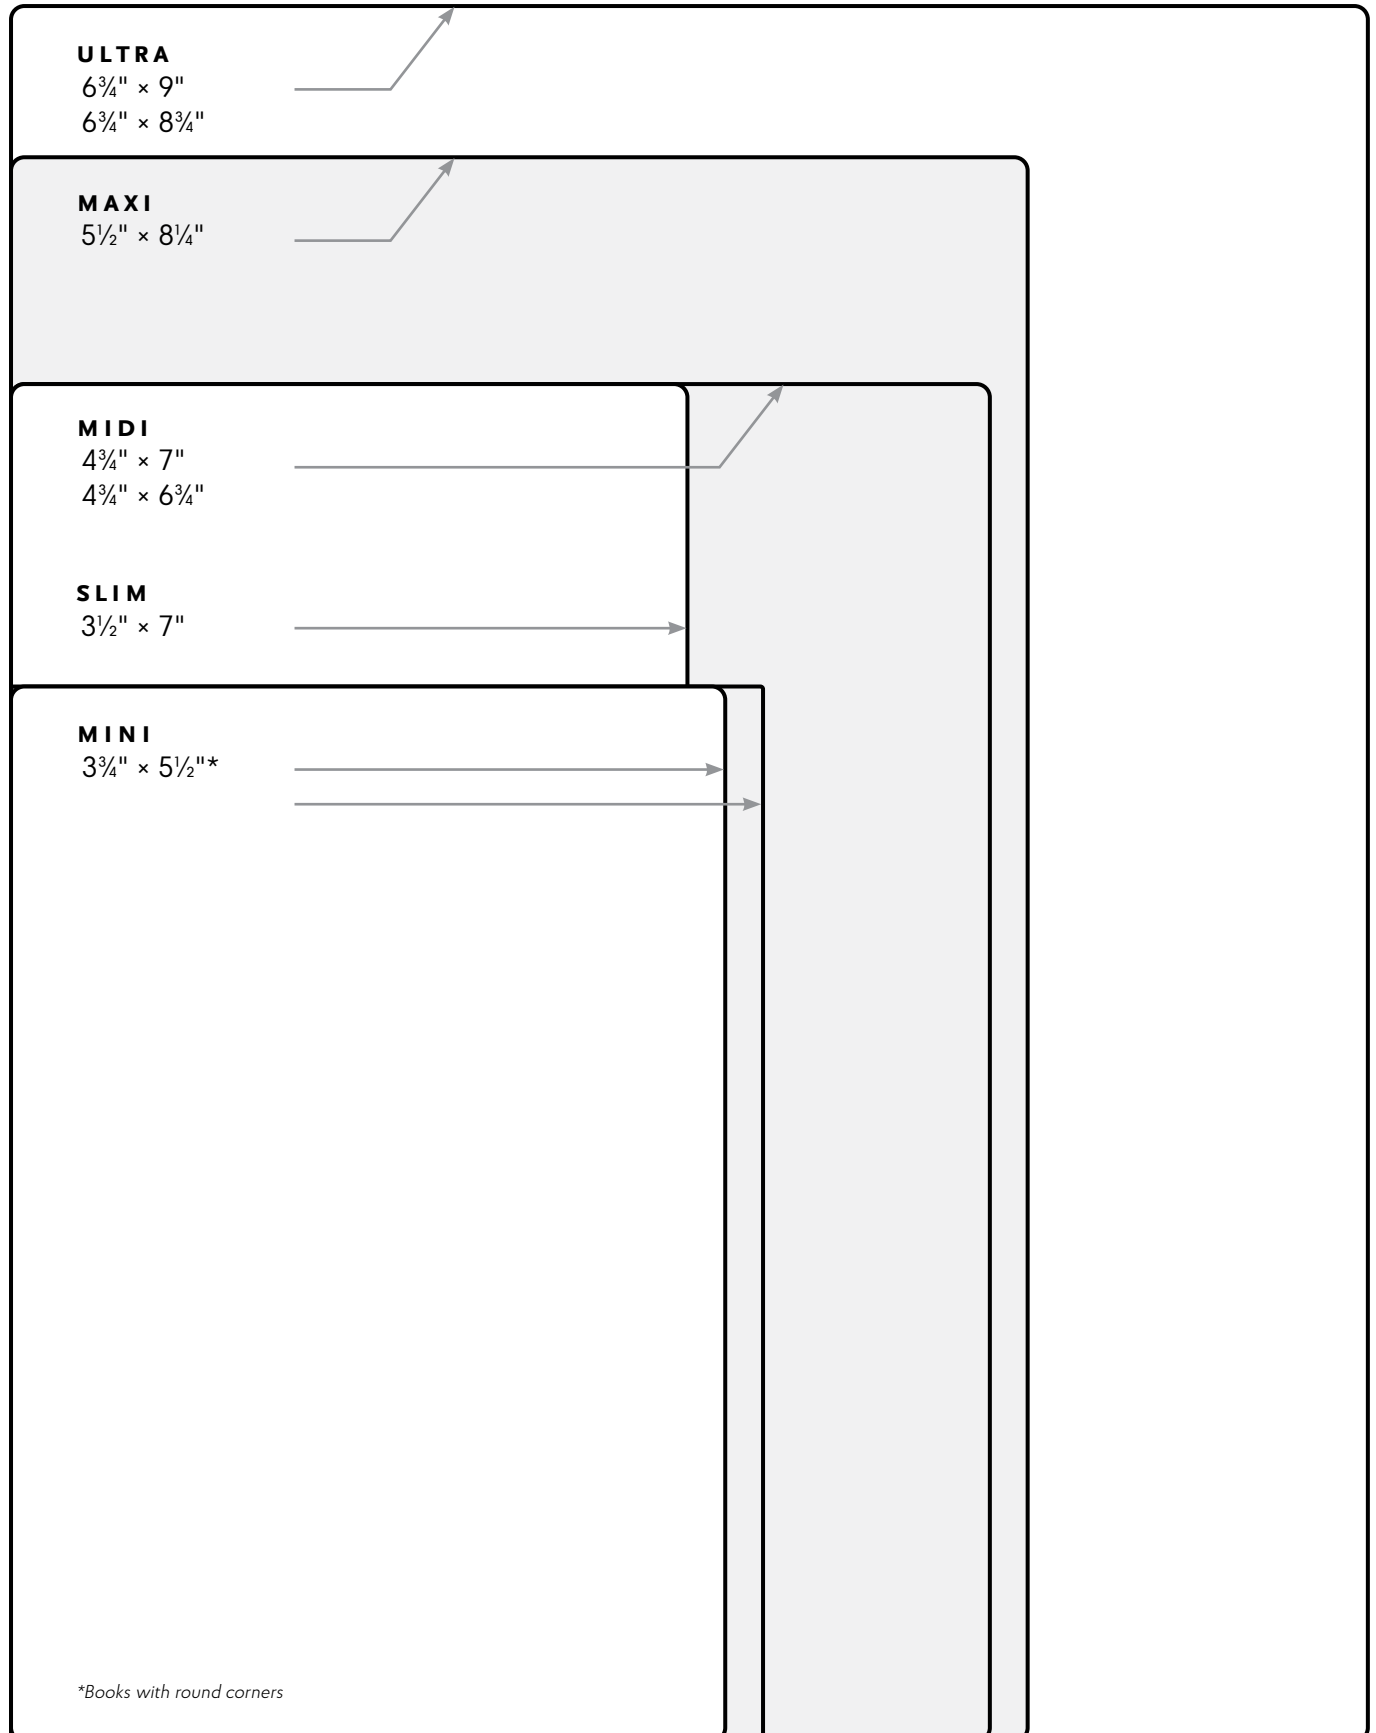 ULTRA
6¾" × 9"
6¾" × 8¾"
MAXI
5½" × 8¼"
MIDI
4¾" × 7"
4¾" × 6¾"
SLIM
3½" × 7"
MINI
3¾" × 5½"*
*Books with round corners